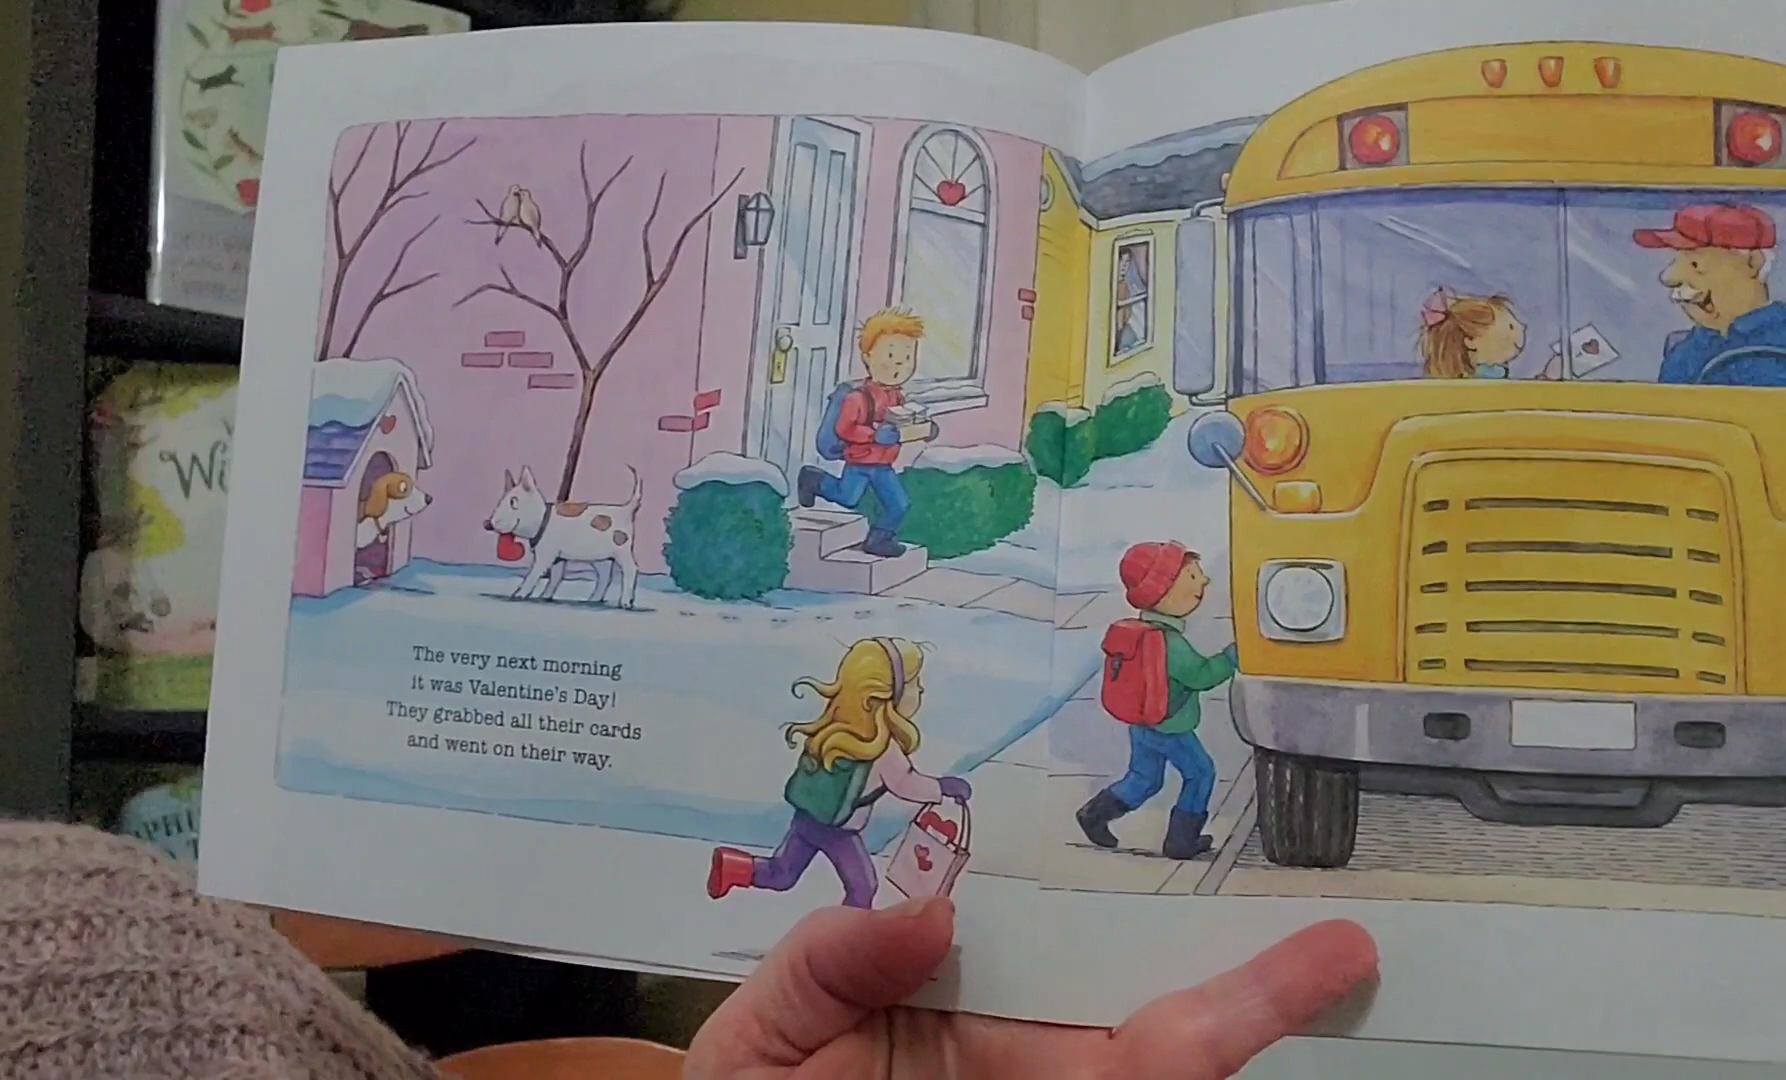 The very next morning
it was Valentine's Day!
They grabbed all their cards
and went on their way.